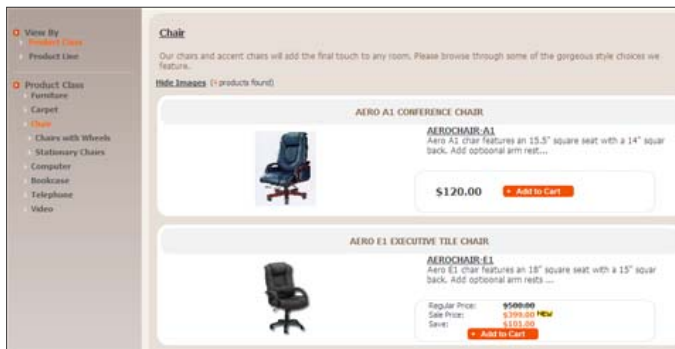 View By
Product Class
Product Line
Product Class
Furniture
Carpet
Chair
Chairs with Wheels
Stationary Chairs
Computer
Bookcase
Telephone
Video
Chair
Our chairs and accent chairs will add the final touch to any room. Please browse through some of the gorgeous style choices we
feature.
Hide Images (4 products found)
AERO A1 CONFERENCE CHAIR
AEROCHAIR-A1
Aero A1 chair features an 15.5" square seat with a 14" squar
back. Add optioonal arm rest...
$120.00
+ Add to Cart
AERO E1 EXECUTIVE TILE CHAIR
AEROCHAIR-E1
Aero E1 chair features an 18" square seat with a 15" squar
back. Add optioonal arm rests ...
Regular Price: $500.00
Sale Price: $399.00 NEW
Save: $101.00
+ Add to Cart